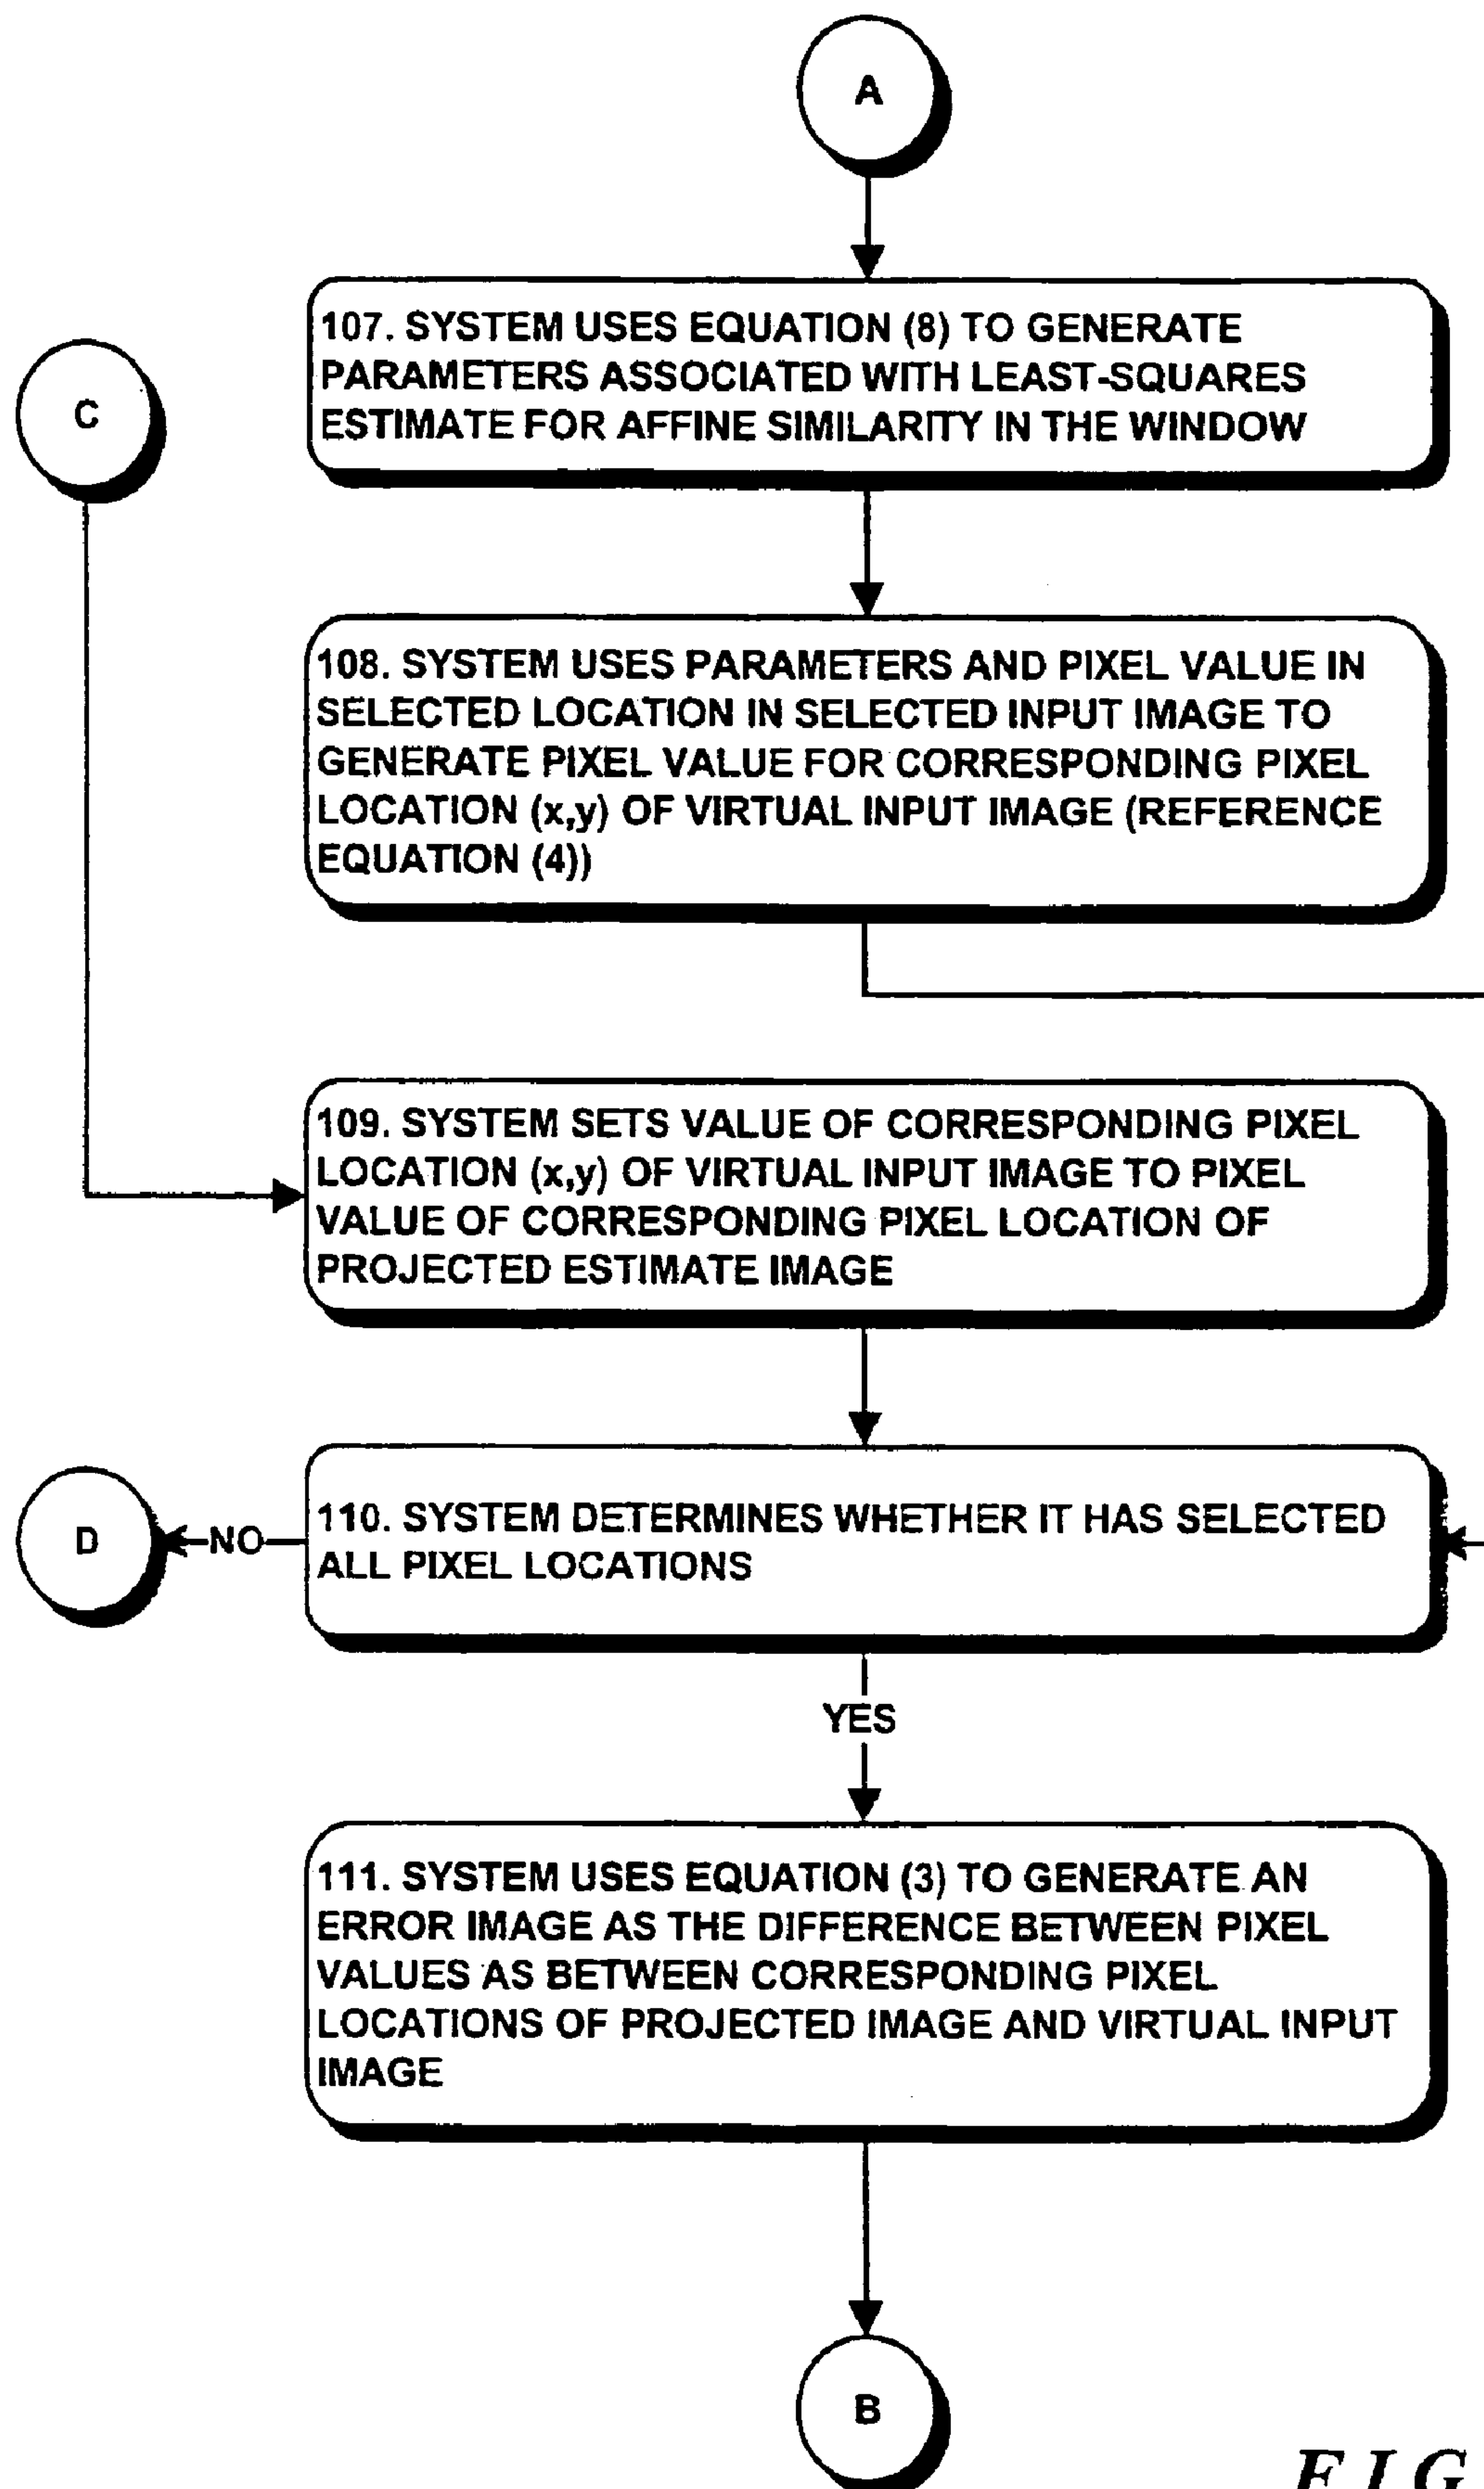 A
107. SYSTEM USES EQUATION (8) TO GENERATE
PARAMETERS ASSOCIATED WITH LEAST-SQUARES
ESTIMATE FOR AFFINE SIMILARITY IN THE WINDOW
C
108. SYSTEM USES PARAMETERS AND PIXEL VALUE IN
SELECTED LOCATION IN SELECTED INPUT IMAGE TO
GENERATE PIXEL VALUE FOR CORRESPONDING PIXEL
LOCATION (x,y) OF VIRTUAL INPUT IMAGE (REFERENCE
EQUATION (4))
109. SYSTEM SETS VALUE OF CORRESPONDING PIXEL
LOCATION (x,y) OF VIRTUAL INPUT IMAGE TO PIXEL
VALUE OF CORRESPONDING PIXEL LOCATION OF
PROJECTED ESTIMATE IMAGE
D
NO
110. SYSTEM DETERMINES WHETHER IT HAS SELECTED
ALL PIXEL LOCATIONS
YES
111. SYSTEM USES EQUATION (3) TO GENERATE AN
ERROR IMAGE AS THE DIFFERENCE BETWEEN PIXEL
VALUES AS BETWEEN CORRESPONDING PIXEL
LOCATIONS OF PROJECTED IMAGE AND VIRTUAL INPUT
IMAGE
B
FIG